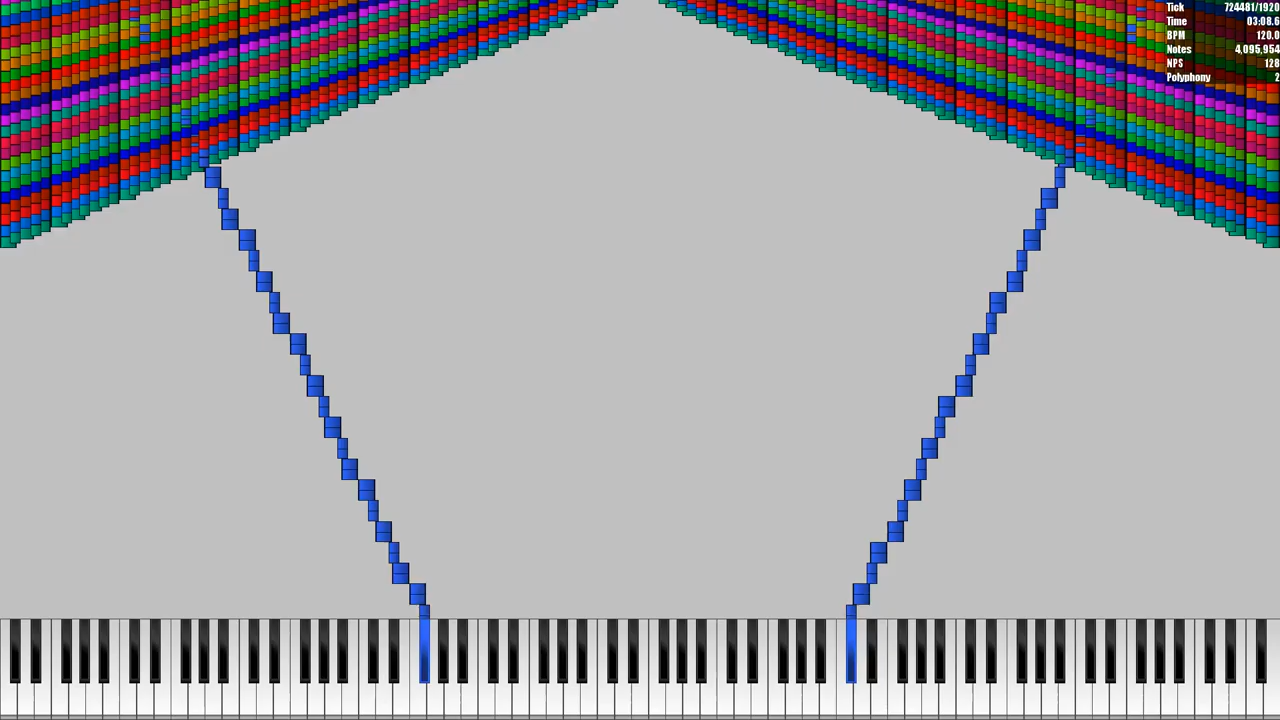 Tick 724481/1920
Time 03:08.6
BPM 120.0
Notes 4,095,954
NPS 128
Polyphony 2